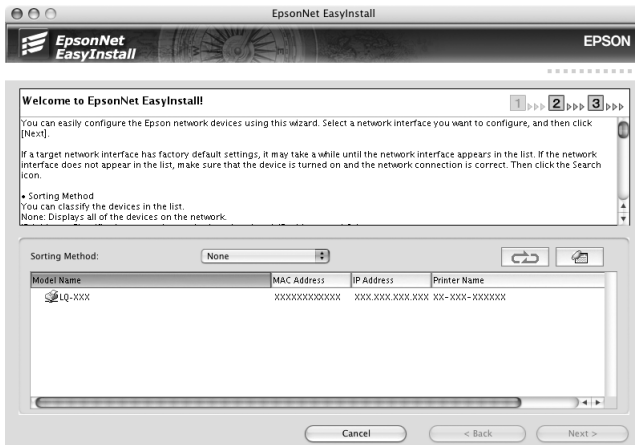 EpsonNet EasyInstall
EpsonNet
EasyInstall
EPSON
Welcome to EpsonNet EasyInstall!
1 2 3
You can easily configure the Epson network devices using this wizard. Select a network interface you want to configure, and then click
[Next].
If a target network interface has factory default settings, it may take a while until the network interface appears in the list. If the network
interface does not appear in the list, make sure that the device is turned on and the network connection is correct. Then click the Search
icon.
• Sorting Method
You can classify the devices in the list.
None: Displays all of the devices on the network.
Sorting Method: None
Model Name MAC Address IP Address Printer Name
LQ-XXX XXXXXXXXXXXX XXX.XXX.XXX.XXX XX-XXX-XXXXXX
Cancel < Back Next >